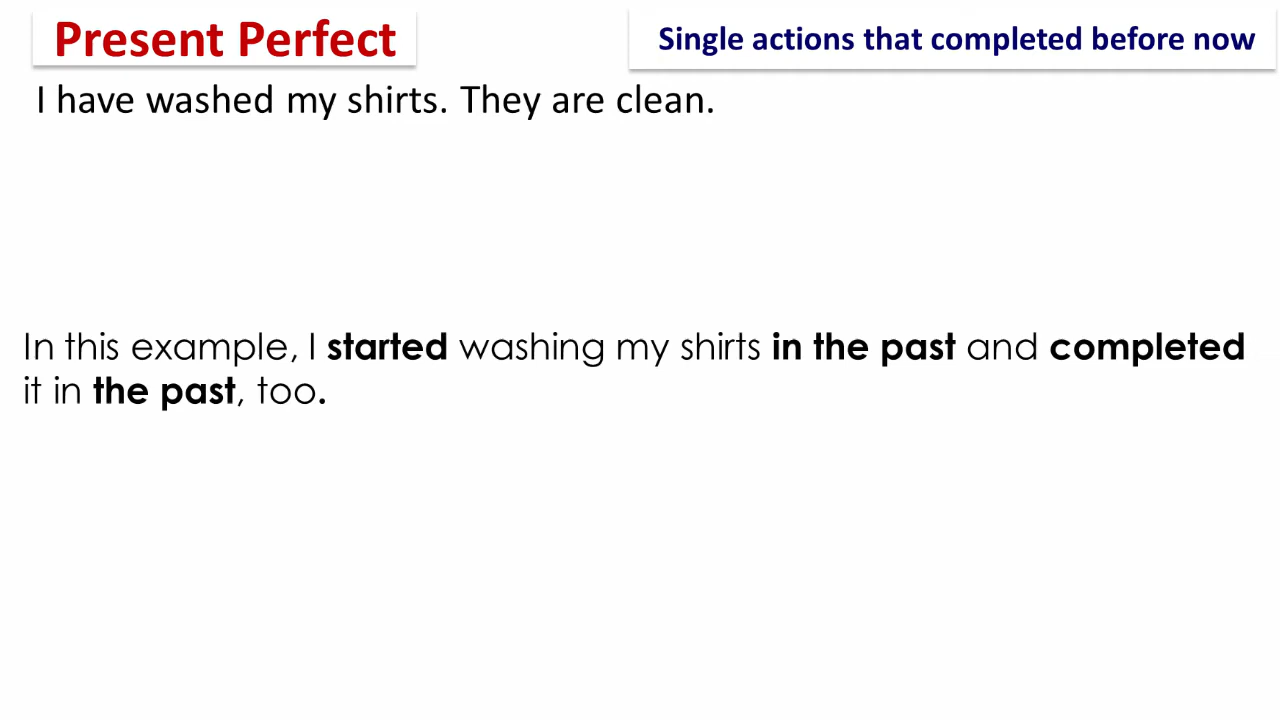 Present Perfect
Single actions that completed before now
I have washed my shirts. They are clean.
In this example, I started washing my shirts in the past and completed
it in the past, too.